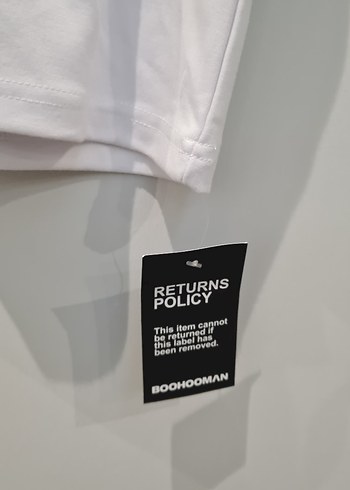 RETURNS
POLICY
This item cannot
be returned if
this label has
been removed.
BOOHOOMAN